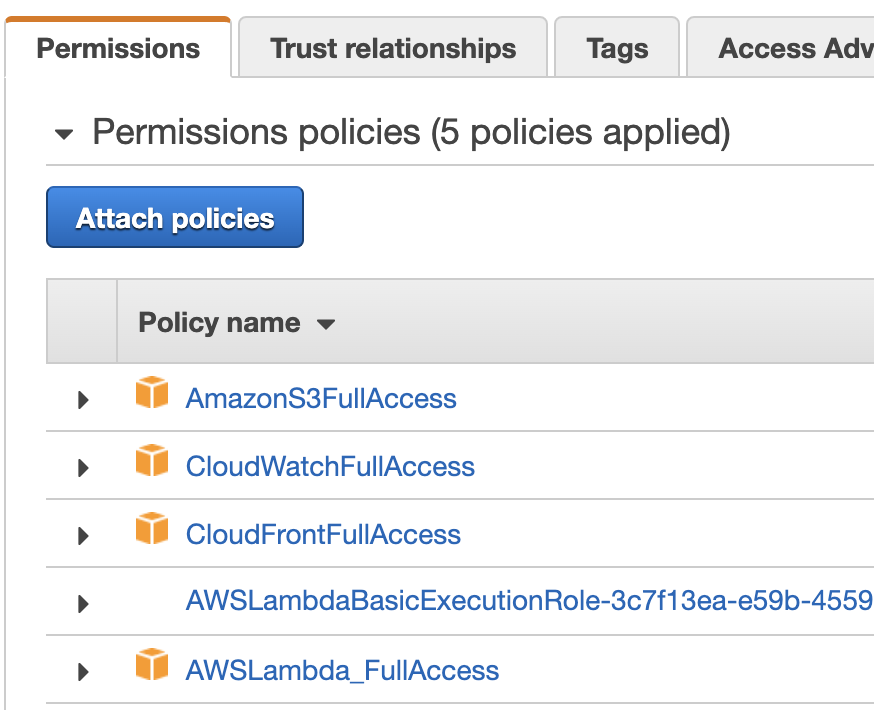 Permissions
Trust relationships
Tags
Access Adv
Permissions policies (5 policies applied)
Attach policies
Policy name
AmazonS3FullAccess
CloudWatchFullAccess
CloudFrontFullAccess
AWSLambdaBasicExecutionRole-3c7f13ea-e59b-4559
AWSLambda_FullAccess